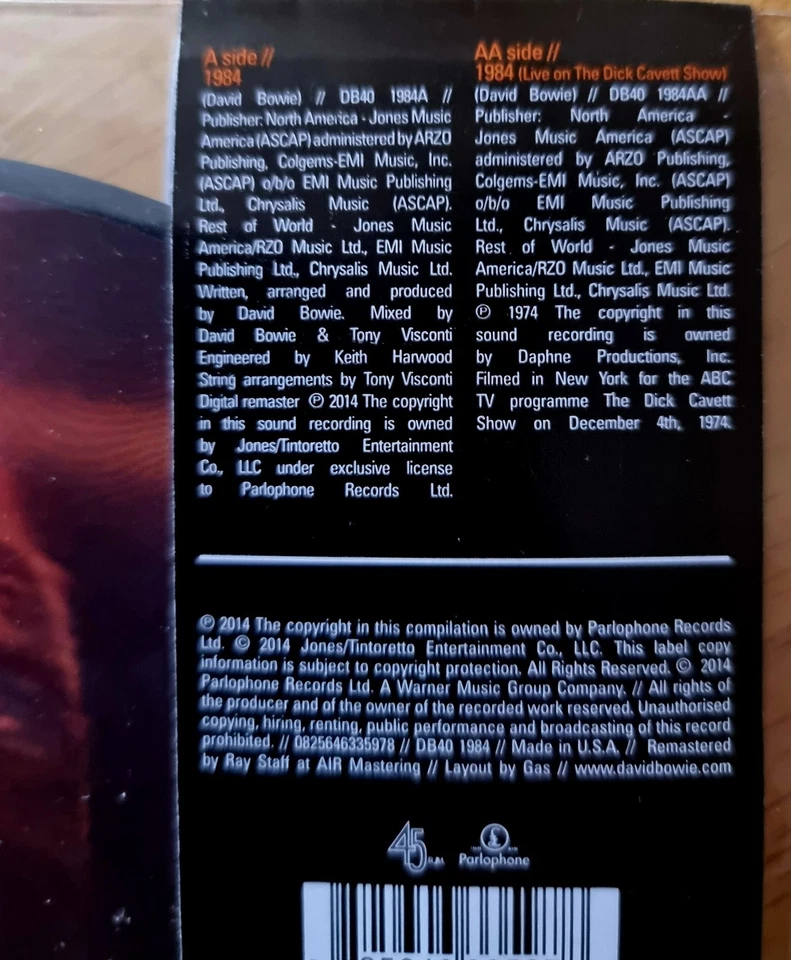 A side //
1984
(David Bowie) // DB40 1984A //
Publisher: North America - Jones Music
America (ASCAP) administered by ARZO
Publishing, Colgems-EMI Music, Inc.
(ASCAP) o/b/o EMI Music Publishing
Ltd., Chrysalis Music (ASCAP).
Rest of World - Jones Music
America/RZO Music Ltd., EMI Music
Publishing Ltd., Chrysalis Music Ltd.
Written, arranged and produced
by David Bowie. Mixed by
David Bowie & Tony Visconti
Engineered by Keith Harwood
String arrangements by Tony Visconti
Digital remaster ℗ 2014 The copyright
in this sound recording is owned
by Jones/Tintoretto Entertainment
Co., LLC under exclusive license
to Parlophone Records Ltd.
AA side //
1984 (Live on The Dick Cavett Show)
(David Bowie) // DB40 1984AA //
Publisher: North America -
Jones Music America (ASCAP)
administered by ARZO Publishing,
Colgems-EMI Music, Inc. (ASCAP)
o/b/o EMI Music Publishing
Ltd., Chrysalis Music (ASCAP).
Rest of World - Jones Music
America/RZO Music Ltd., EMI Music
Publishing Ltd., Chrysalis Music Ltd.
℗ 1974 The copyright in this
sound recording is owned
by Daphne Productions, Inc.
Filmed in New York for the ABC
TV programme The Dick Cavett
Show on December 4th, 1974.
℗ 2014 The copyright in this compilation is owned by Parlophone Records
Ltd. © 2014 Jones/Tintoretto Entertainment Co., LLC. This label copy
information is subject to copyright protection. All Rights Reserved. © 2014
Parlophone Records Ltd. A Warner Music Group Company. // All rights of
the producer and of the owner of the recorded work reserved. Unauthorised
copying, hiring, renting, public performance and broadcasting of this record
prohibited. // 0825646335978 // DB40 1984 // Made in U.S.A. // Remastered
by Ray Staff at AIR Mastering // Layout by Gas // www.davidbowie.com
45 R.P.M.
Parlophone